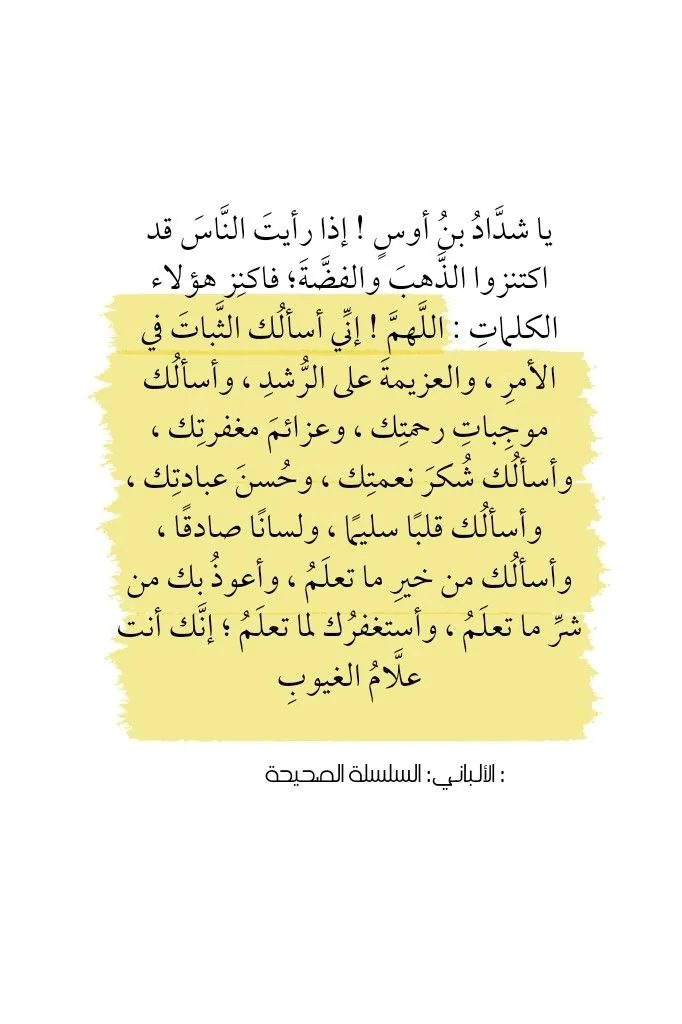 يا شدَّادُ بنُ أوسٍ ! إذا رأيتَ النَّاسَ قد
اكتنزوا الذَّهبَ والفضَّةَ؛ فاكنِز هؤلاء
الكلماتِ : اللَّهمَّ ! إنِّي أسألُك الثَّباتَ في
الأمرِ ، والعزيمةَ على الرُّشدِ ، وأسألُك
موجِباتِ رحمتِك ، وعزائمَ مغفرتِك ،
وأسألُك شُكرَ نعمتِك ، وحُسنَ عبادتِك ،
وأسألُك قلبًا سليمًا ، ولسانًا صادقًا ،
وأسألُك من خيرِ ما تعلَمُ ، وأعوذُ بك من
شرِّ ما تعلَمُ ، وأستغفرُك لما تعلَمُ ؛ إنَّك أنت
علَّامُ الغيوبِ
: الألباني: السلسلة الصحيحة